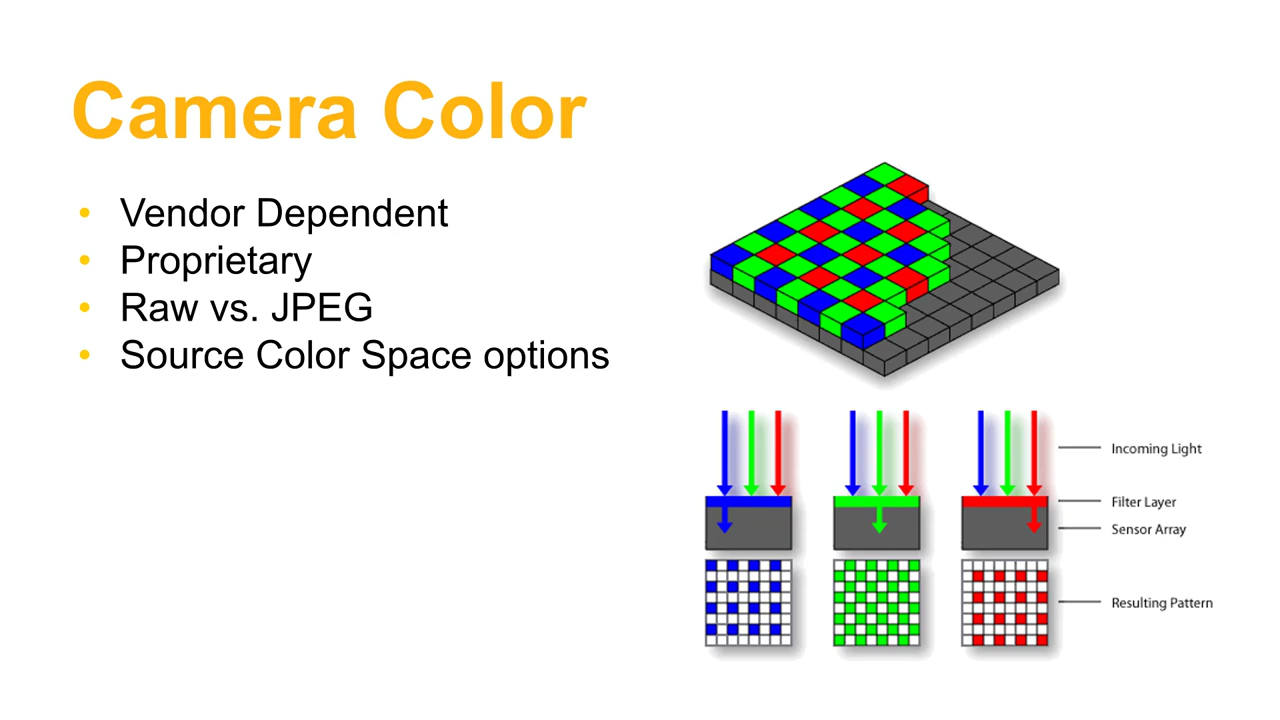 Camera Color
• Vendor Dependent
• Proprietary
• Raw vs. JPEG
• Source Color Space options
Incoming Light
Filter Layer
Sensor Array
Resulting Pattern